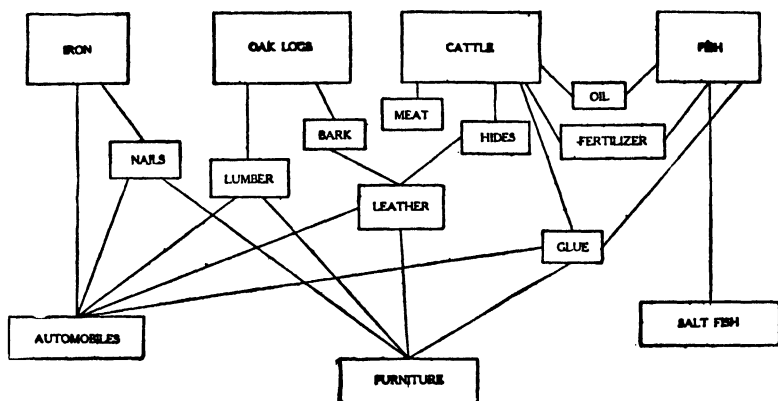 IRON
OAK LOGS
CATTLE
FISH
OIL
MEAT
BARK
HIDES
FERTILIZER
NAILS
LUMBER
LEATHER
GLUE
AUTOMOBILES
SALT FISH
FURNITURE